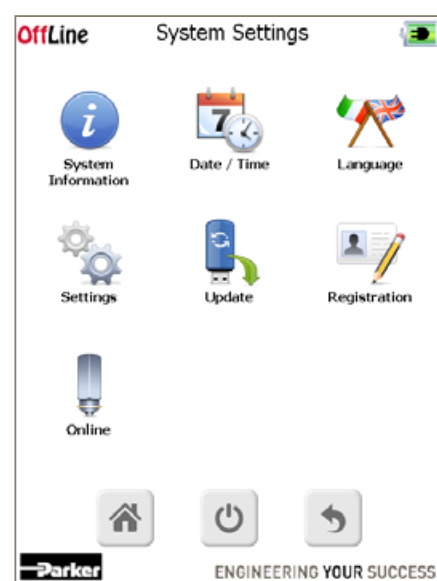 OffLine System Settings
7
i
System
Information
Date / Time
Language
Settings
Update
Registration
Online
Parker
ENGINEERING YOUR SUCCESS